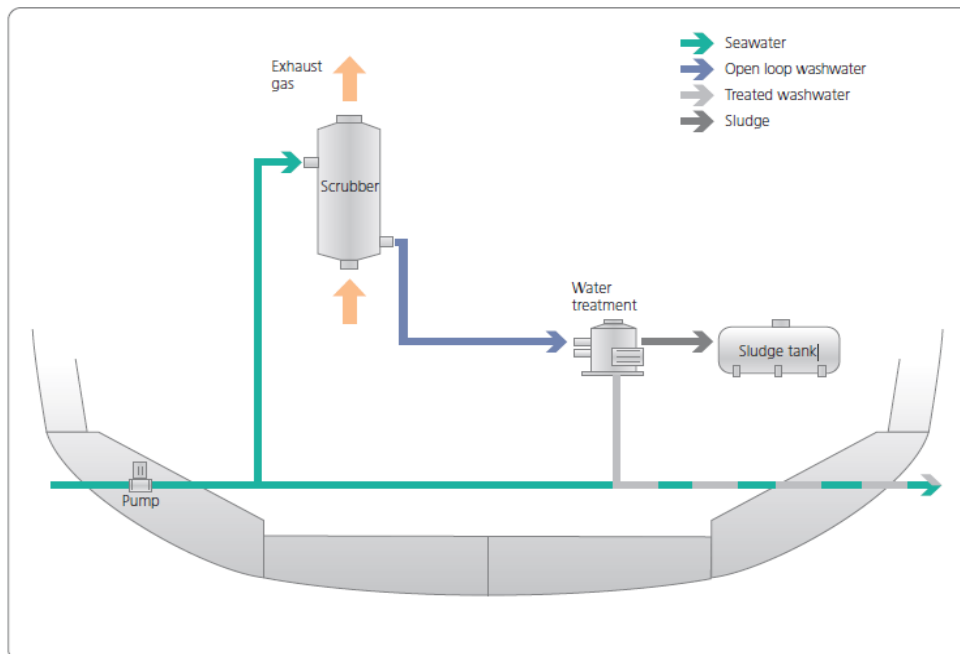 Seawater
Open loop washwater
Treated washwater
Sludge
Exhaust
gas
Scrubber
Water
treatment
Sludge tank
Pump